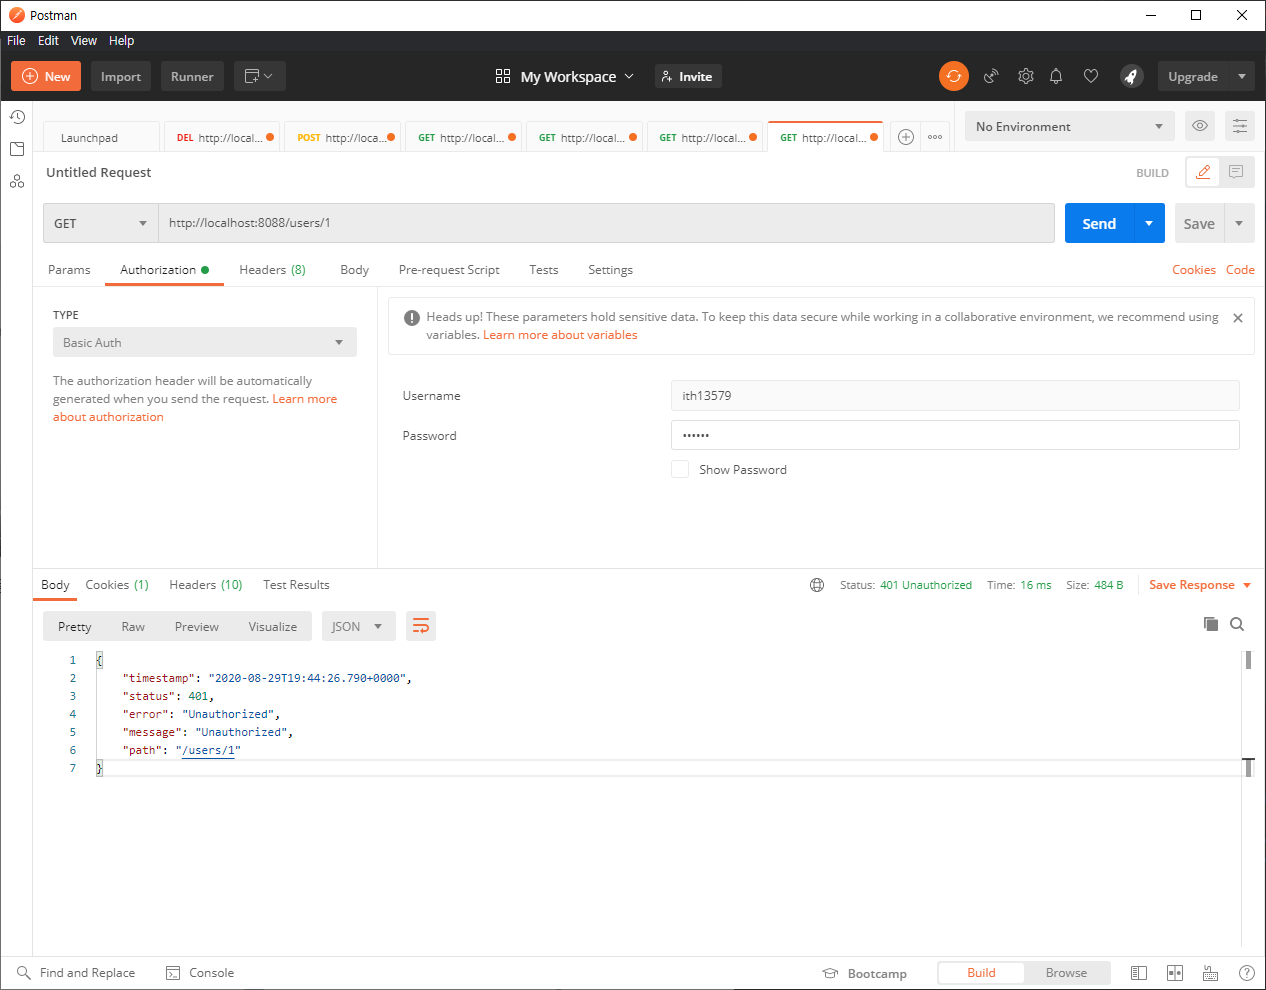 Postman
File Edit View Help
New Import Runner My Workspace Invite Upgrade
Launchpad DEL http://local... POST http://loca... GET http://local... GET http://local... GET http://local... GET http://local... No Environment
Untitled Request BUILD
GET http://localhost:8088/users/1 Send Save
Params Authorization Headers (8) Body Pre-request Script Tests Settings Cookies Code
TYPE
Basic Auth
The authorization header will be automatically
generated when you send the request. Learn more
about authorization
Heads up! These parameters hold sensitive data. To keep this data secure while working in a collaborative environment, we recommend using
variables. Learn more about variables
Username ith13579
Password ••••••
Show Password
Body Cookies (1) Headers (10) Test Results Status: 401 Unauthorized Time: 16 ms Size: 484 B Save Response
Pretty Raw Preview Visualize JSON
1 {
2 "timestamp": "2020-08-29T19:44:26.790+0000",
3 "status": 401,
4 "error": "Unauthorized",
5 "message": "Unauthorized",
6 "path": "/users/1"
7 }
Find and Replace Console Bootcamp Build Browse